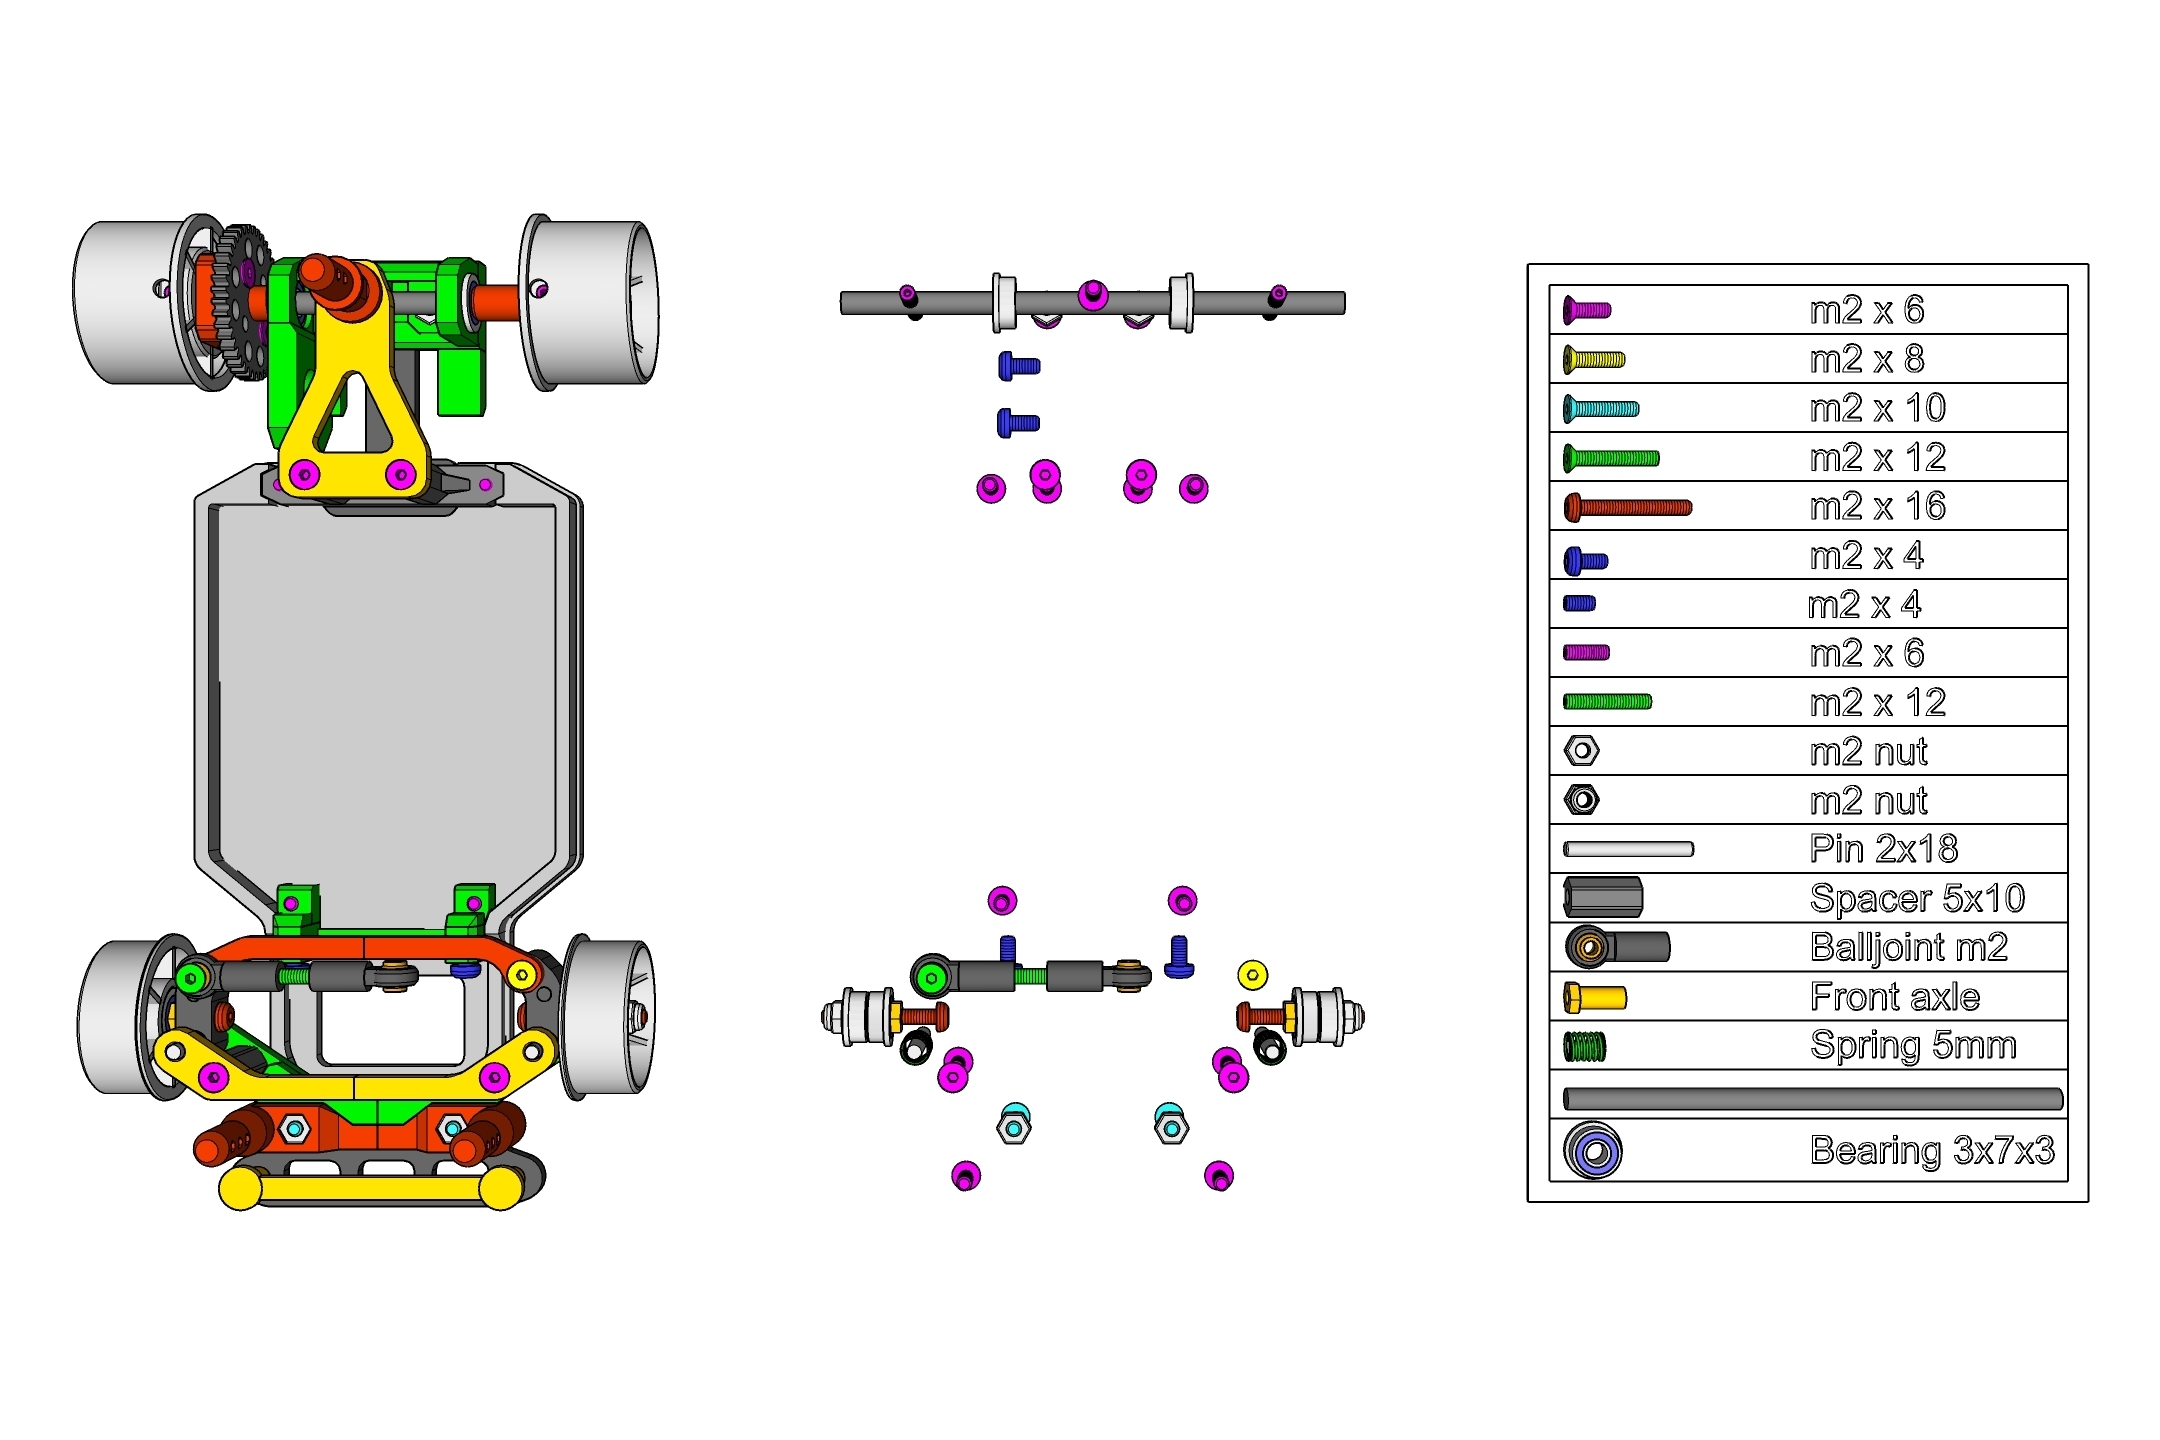 m2 x 6
m2 x 8
m2 x 10
m2 x 12
m2 x 16
m2 x 4
m2 x 4
m2 x 6
m2 x 12
m2 nut
m2 nut
Pin 2x18
Spacer 5x10
Balljoint m2
Front axle
Spring 5mm
Bearing 3x7x3